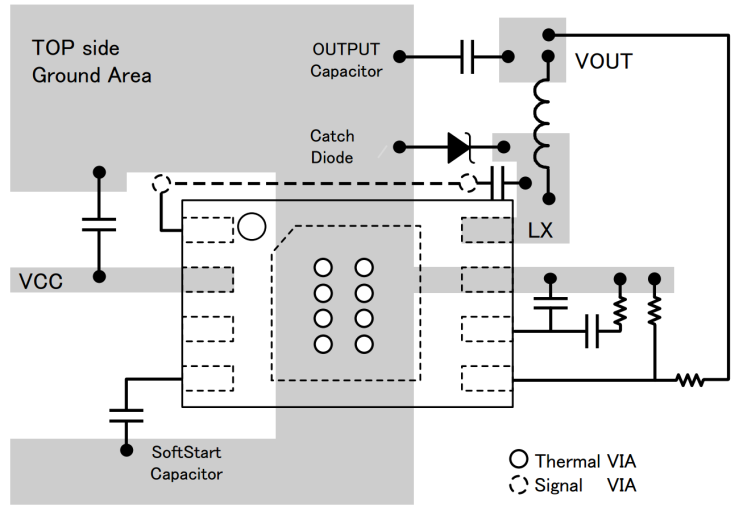 TOP side
Ground Area
OUTPUT
Capacitor
VOUT
Catch
Diode
LX
VCC
SoftStart
Capacitor
Thermal VIA
Signal VIA